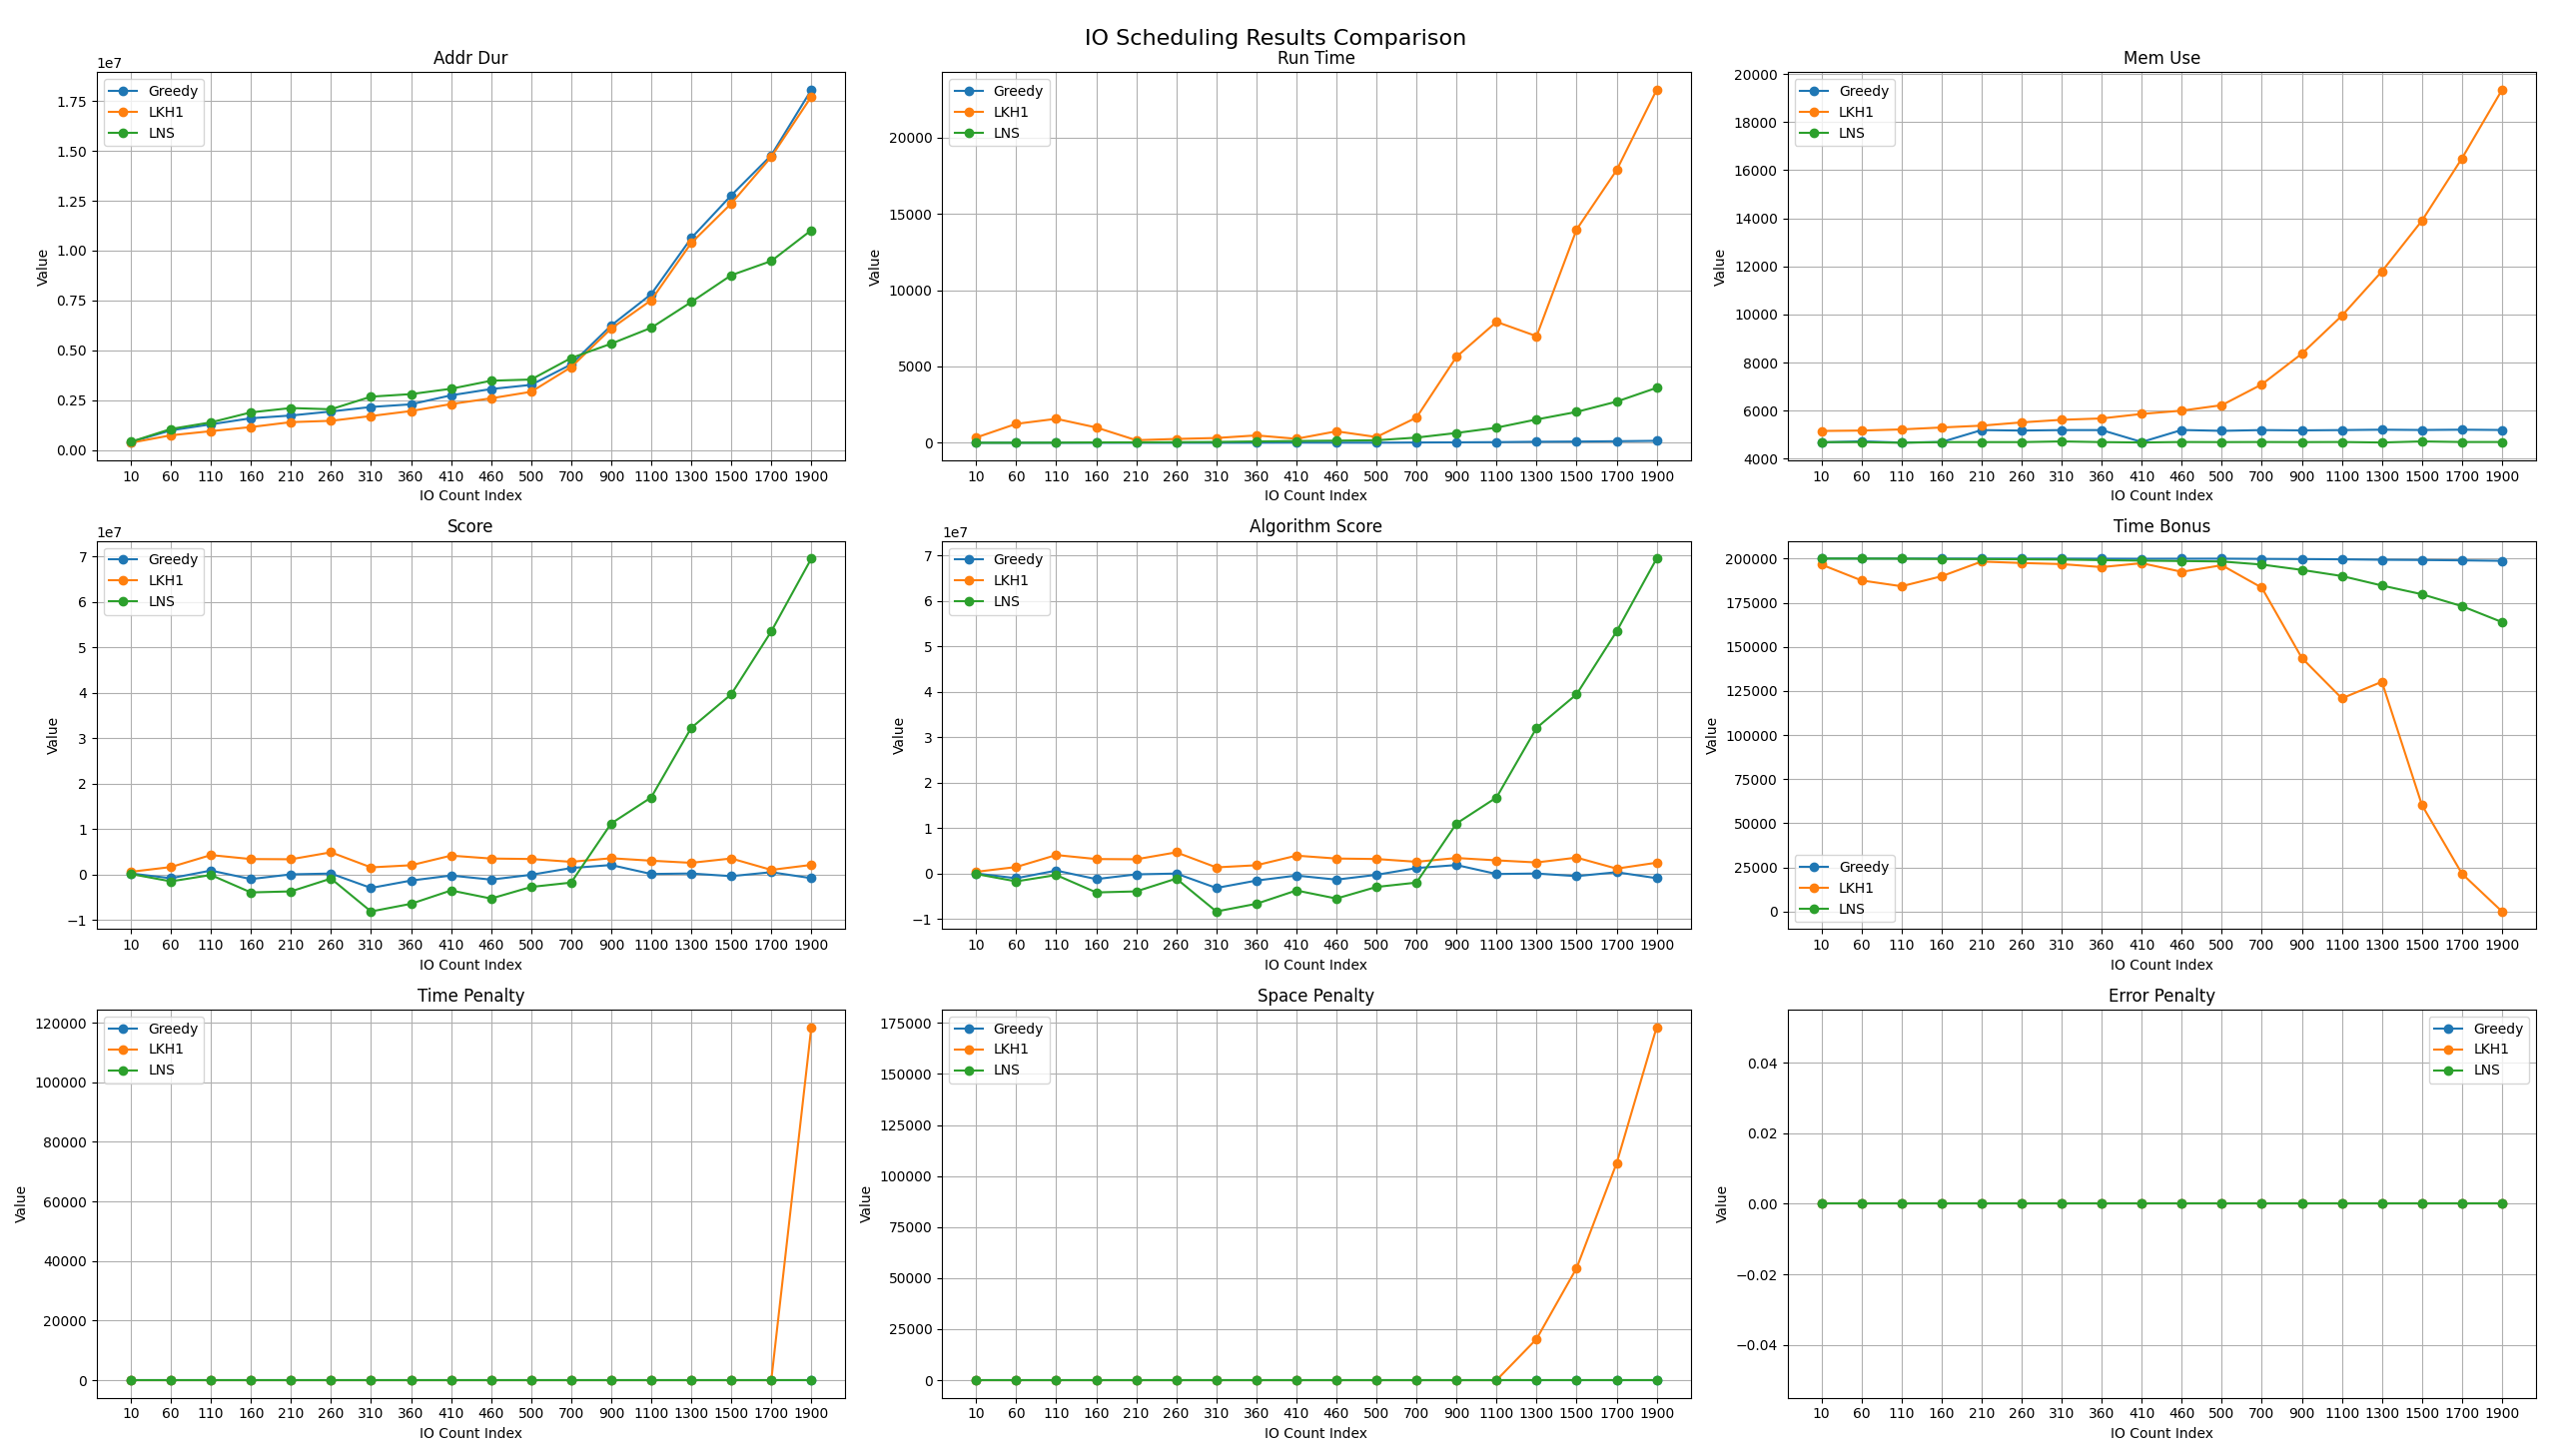 IO Scheduling Results Comparison
Addr Dur
1e7
Greedy
LKH1
LNS
1.75
1.50
1.25
1.00
0.75
0.50
0.25
0.00
Value
10 60 110 160 210 260 310 360 410 460 500 700 900 1100 1300 1500 1700 1900
IO Count Index
Run Time
Greedy
LKH1
LNS
20000
15000
10000
5000
0
Value
10 60 110 160 210 260 310 360 410 460 500 700 900 1100 1300 1500 1700 1900
IO Count Index
Mem Use
Greedy
LKH1
LNS
20000
18000
16000
14000
12000
10000
8000
6000
4000
Value
10 60 110 160 210 260 310 360 410 460 500 700 900 1100 1300 1500 1700 1900
IO Count Index
Score
1e7
Greedy
LKH1
LNS
7
6
5
4
3
2
1
0
−1
Value
10 60 110 160 210 260 310 360 410 460 500 700 900 1100 1300 1500 1700 1900
IO Count Index
Algorithm Score
1e7
Greedy
LKH1
LNS
7
6
5
4
3
2
1
0
−1
Value
10 60 110 160 210 260 310 360 410 460 500 700 900 1100 1300 1500 1700 1900
IO Count Index
Time Bonus
200000
175000
150000
125000
100000
75000
50000
25000
0
Value
Greedy
LKH1
LNS
10 60 110 160 210 260 310 360 410 460 500 700 900 1100 1300 1500 1700 1900
IO Count Index
Time Penalty
Greedy
LKH1
LNS
120000
100000
80000
60000
40000
20000
0
Value
10 60 110 160 210 260 310 360 410 460 500 700 900 1100 1300 1500 1700 1900
IO Count Index
Space Penalty
Greedy
LKH1
LNS
175000
150000
125000
100000
75000
50000
25000
0
Value
10 60 110 160 210 260 310 360 410 460 500 700 900 1100 1300 1500 1700 1900
IO Count Index
Error Penalty
Greedy
LKH1
LNS
0.04
0.02
0.00
−0.02
−0.04
Value
10 60 110 160 210 260 310 360 410 460 500 700 900 1100 1300 1500 1700 1900
IO Count Index